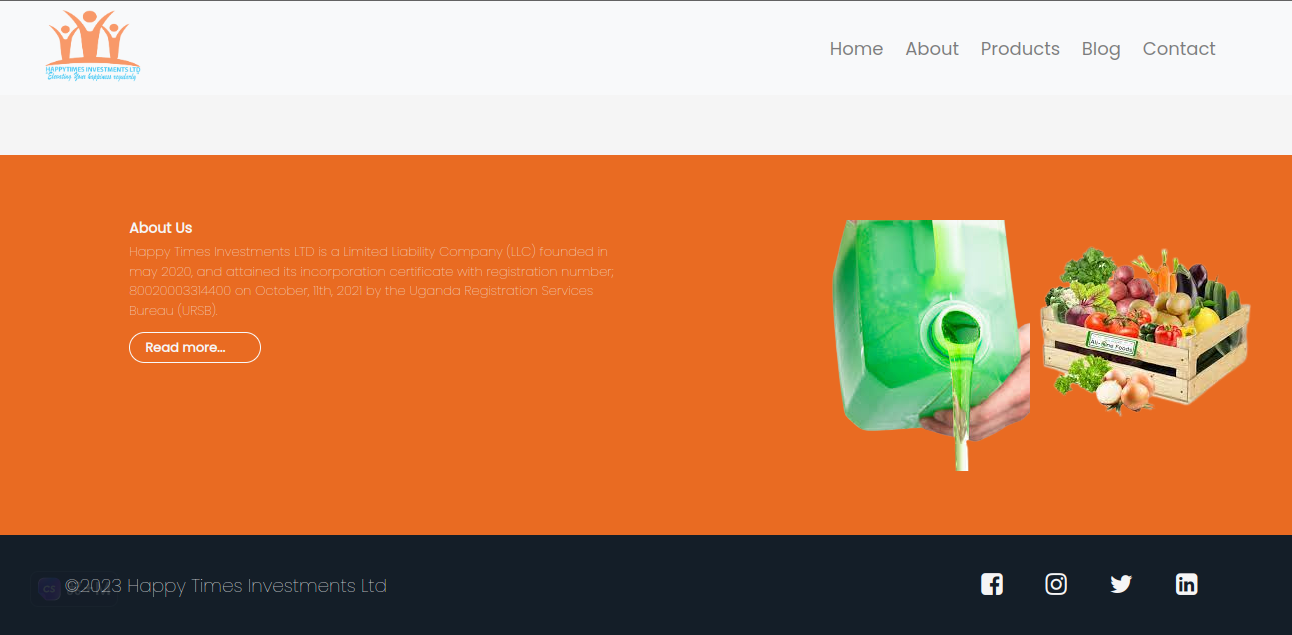 HAPPYTIMES INVESTMENTS LTD
Elevating Your happiness regularly
Home About Products Blog Contact
About Us
Happy Times Investments LTD is a Limited Liability Company (LLC) founded in
may 2020, and attained its incorporation certificate with registration number;
80020003314400 on October, 11th, 2021 by the Uganda Registration Services
Bureau (URSB).
Read more...
All-Time Foods
©2023 Happy Times Investments Ltd
CS